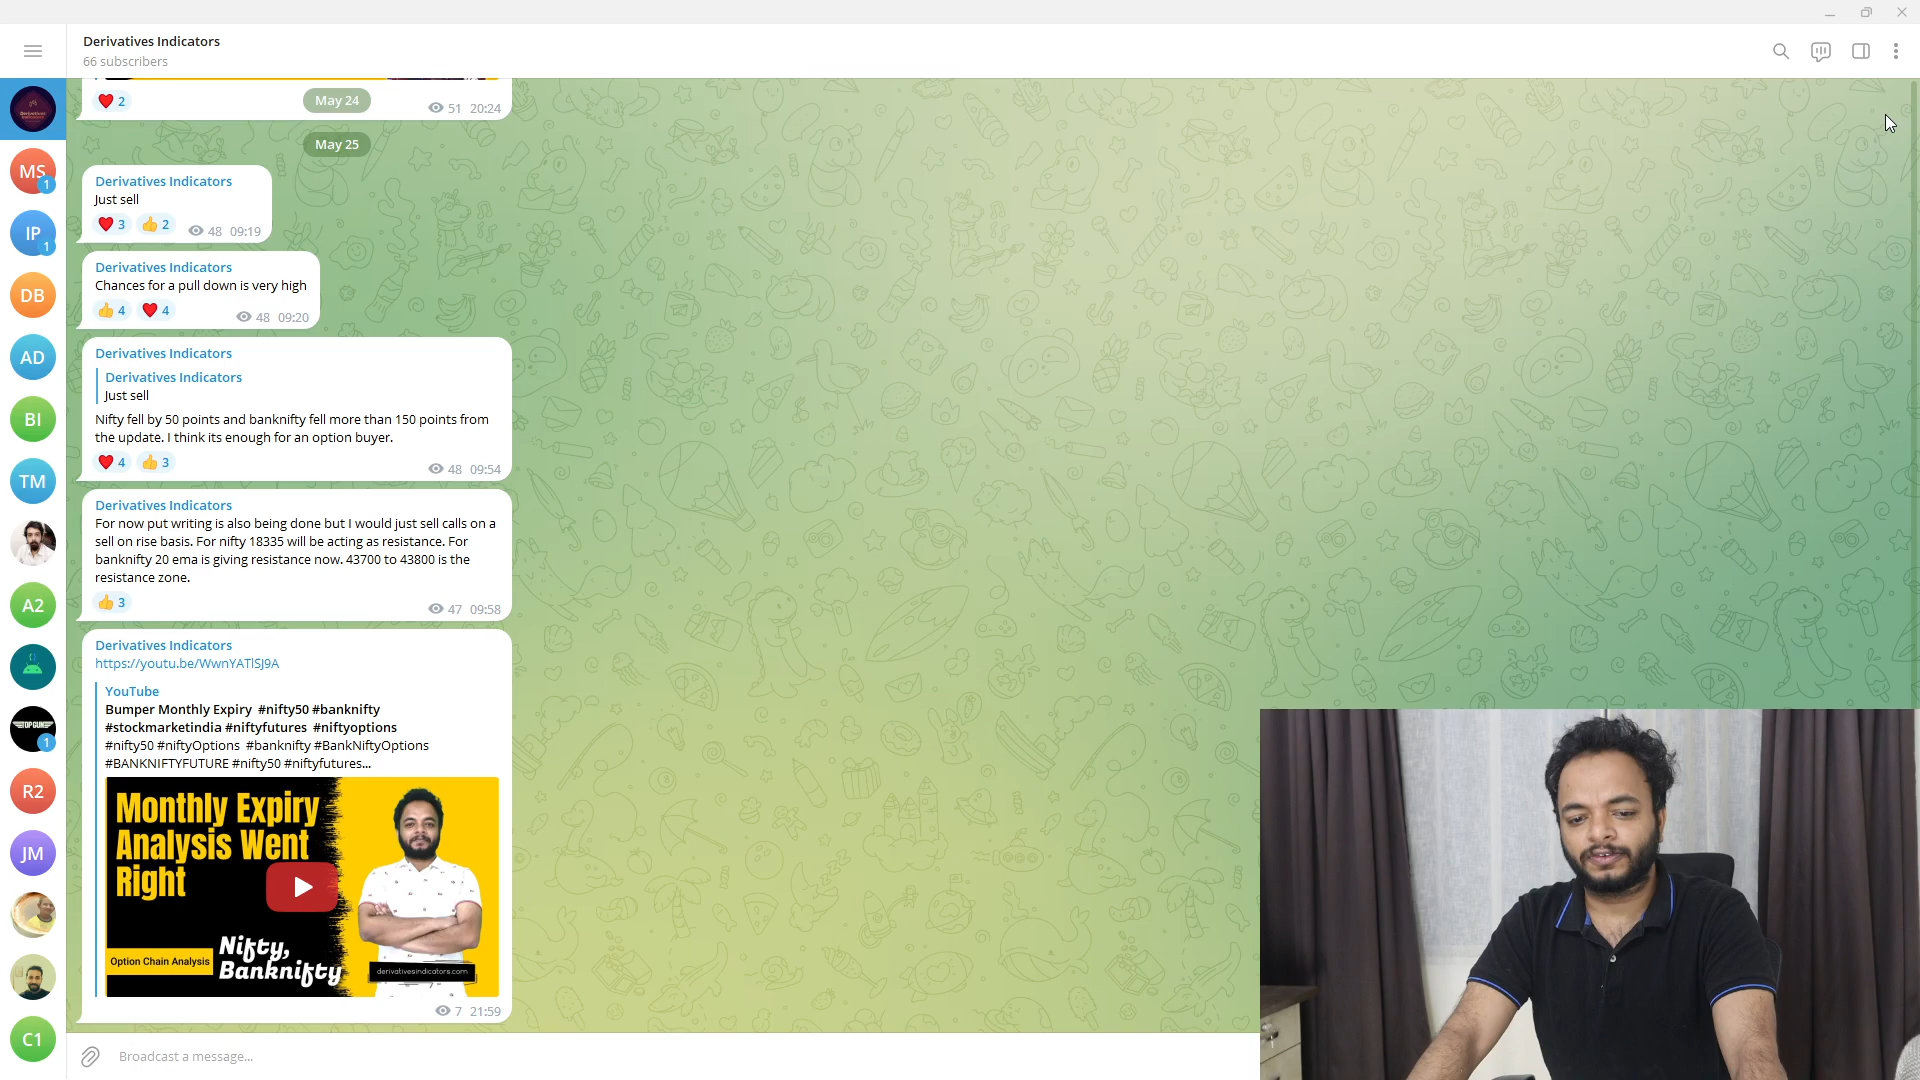 Derivatives Indicators
66 subscribers
2
May 24
51 20:24
May 25
Derivatives Indicators
Just sell
3 2 48 09:19
Derivatives Indicators
Chances for a pull down is very high
4 4 48 09:20
Derivatives Indicators
Derivatives Indicators
Just sell
Nifty fell by 50 points and banknifty fell more than 150 points from
the update. I think its enough for an option buyer.
4 3 48 09:54
Derivatives Indicators
For now put writing is also being done but I would just sell calls on a
sell on rise basis. For nifty 18335 will be acting as resistance. For
banknifty 20 ema is giving resistance now. 43700 to 43800 is the
resistance zone.
3 47 09:58
Derivatives Indicators
https://youtu.be/WwnYATlSJ9A
YouTube
Bumper Monthly Expiry #nifty50 #banknifty
#stockmarketindia #niftyfutures #niftyoptions
#nifty50 #niftyOptions #banknifty #BankNiftyOptions
#BANKNIFTYFUTURE #nifty50 #niftyfutures...
Monthly Expiry
Analysis Went
Right
Option Chain Analysis
Nifty,
Banknifty
derivativesindicators.com
7 21:59
Broadcast a message...
MS
1
IP
1
DB
AD
BI
TM
A2
TOP GUN
1
R2
JM
C1